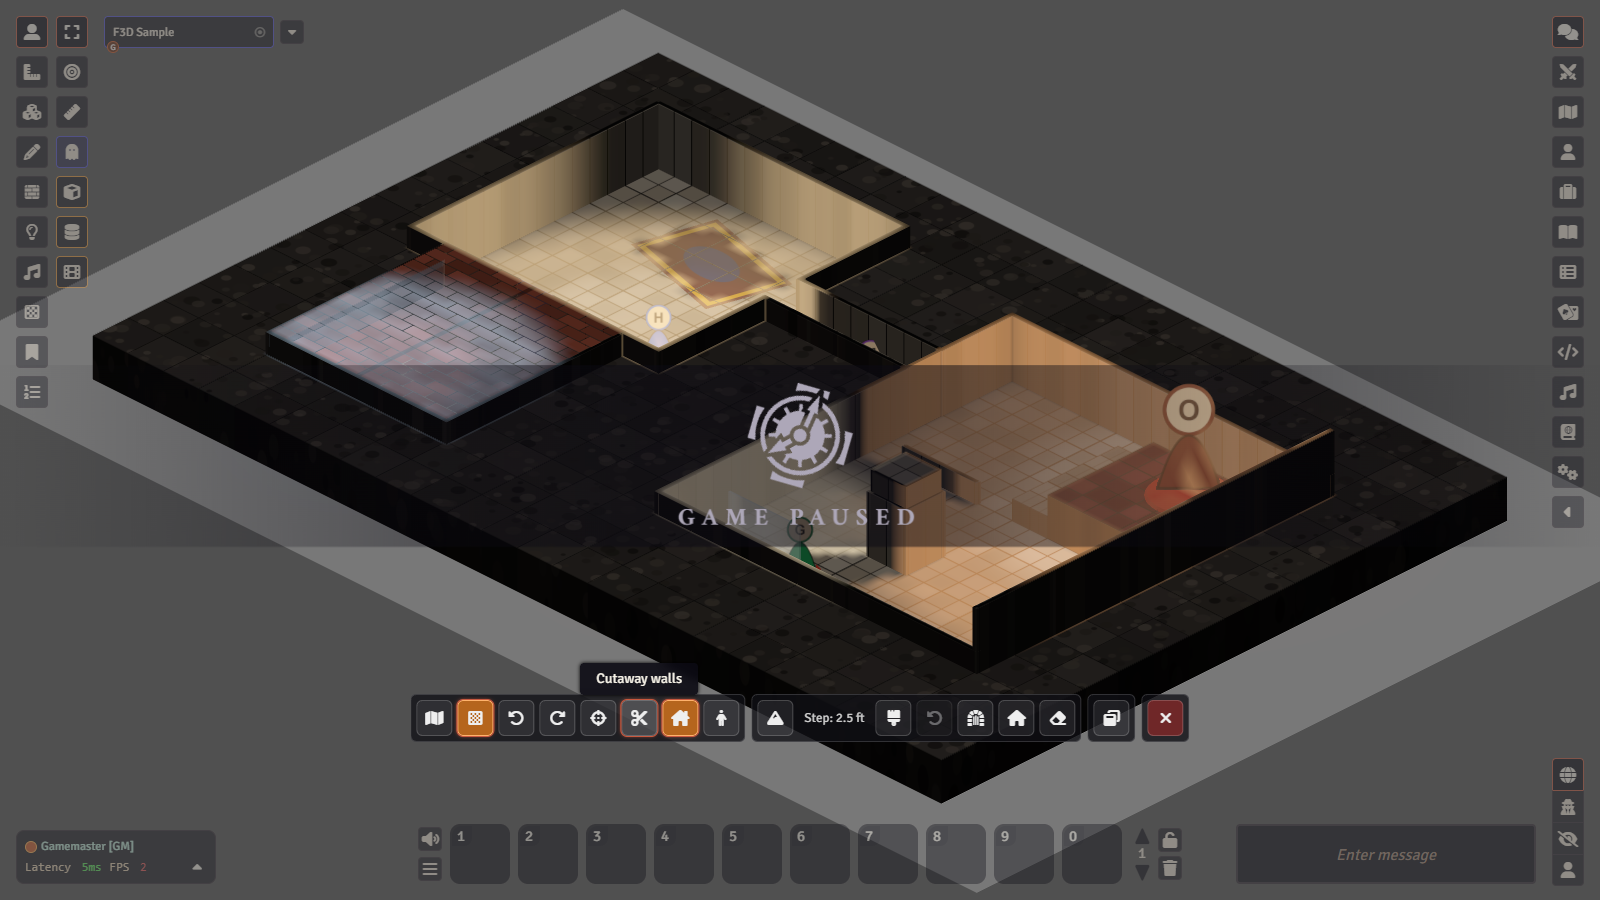 F3D Sample
G
H
O
GAME PAUSED
G
Cutaway walls
Step: 2.5 ft
Gamemaster [GM]
Latency 5ms FPS 2
1 2 3 4 5 6 7 8 9 0
1
Enter message